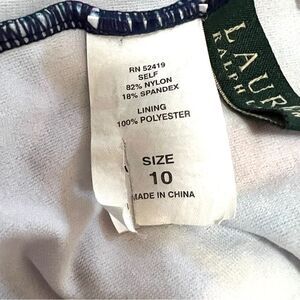 RN 52419
SELF
82% NYLON
18% SPANDEX
LINING
100% POLYESTER
SIZE
10
MADE IN CHINA
LAUR
RALPH